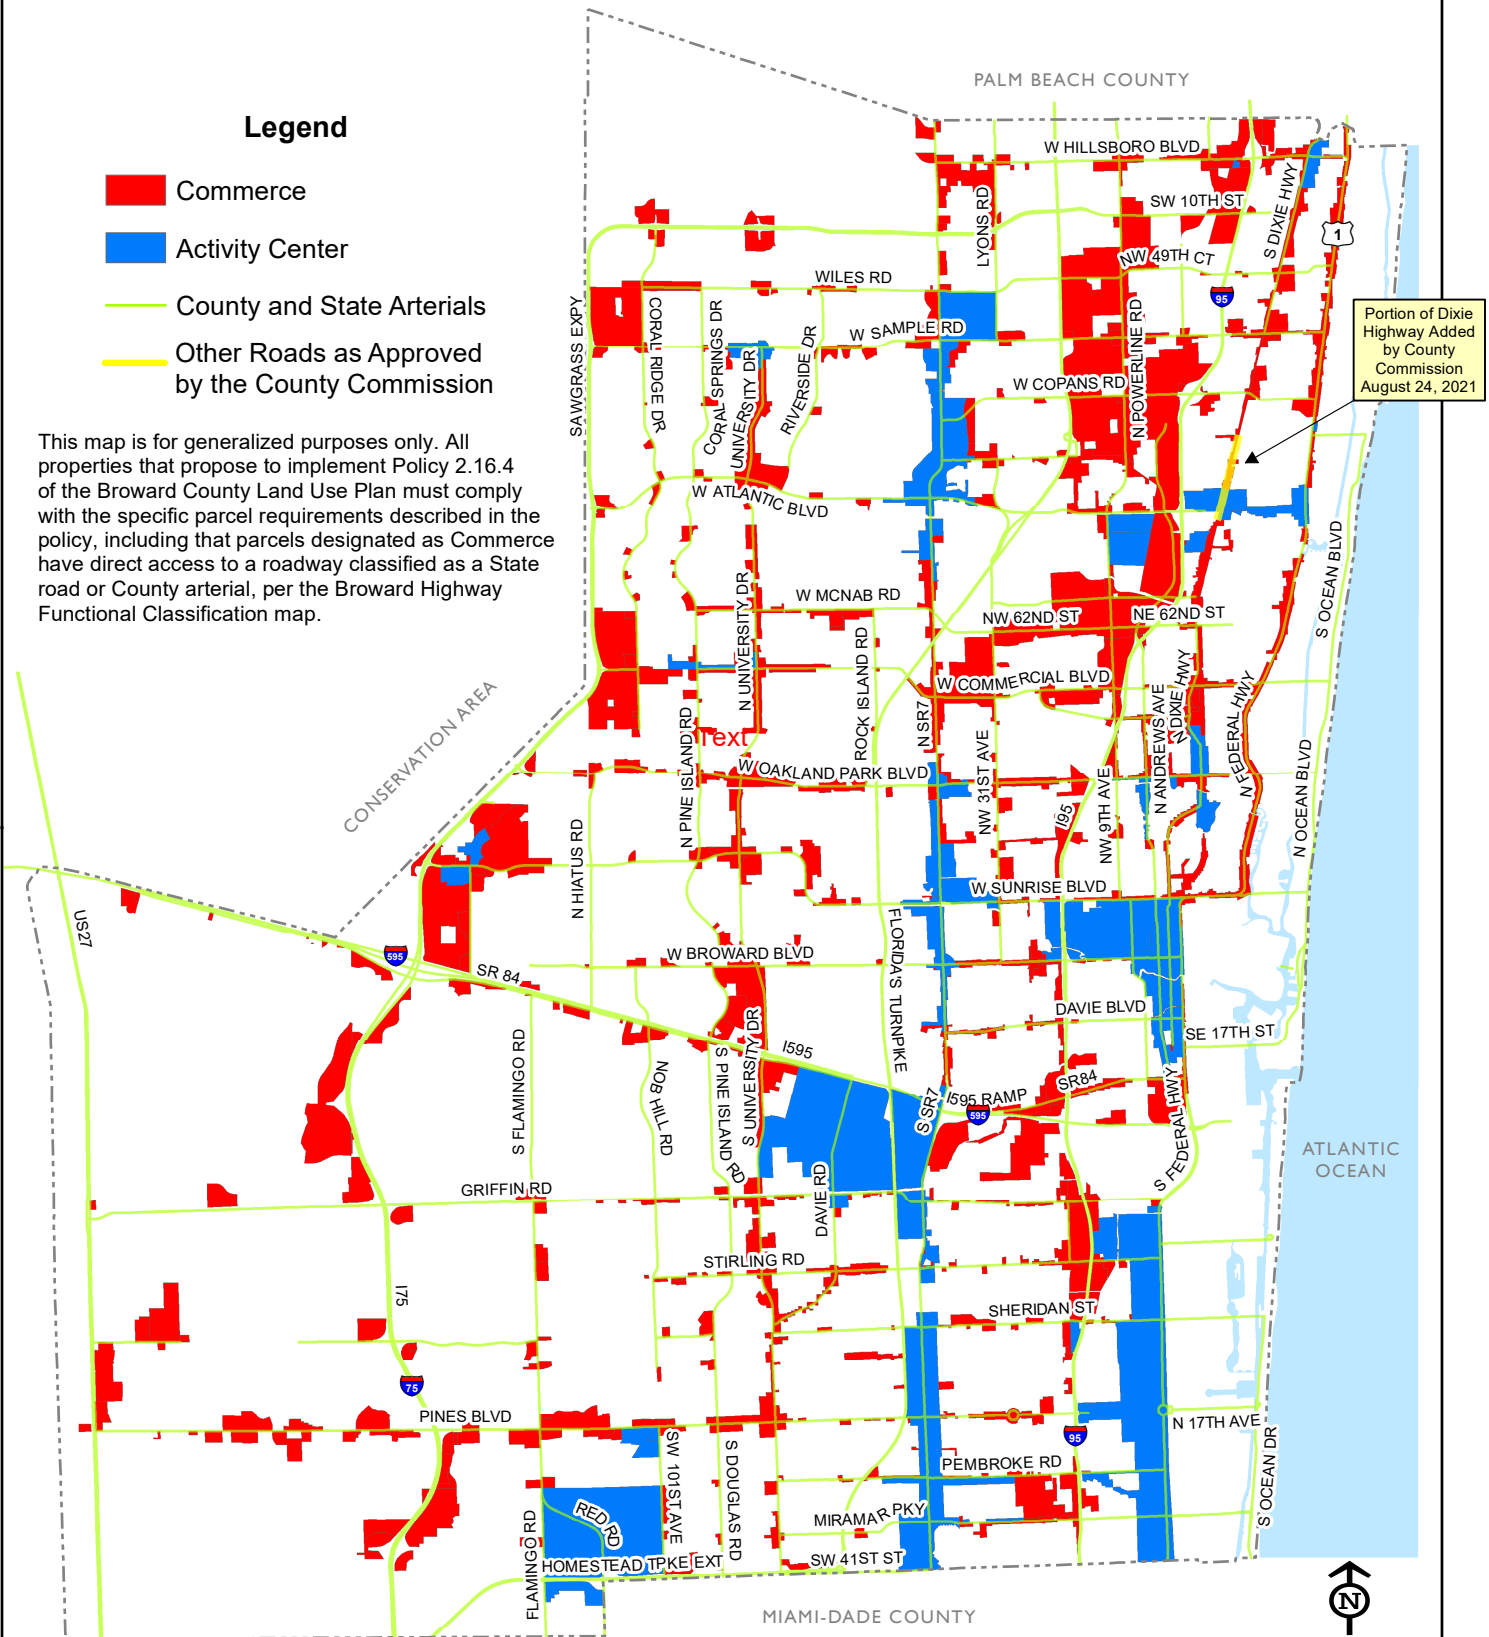 Legend
Commerce
Activity Center
County and State Arterials
Other Roads as Approved
by the County Commission
This map is for generalized purposes only. All
properties that propose to implement Policy 2.16.4
of the Broward County Land Use Plan must comply
with the specific parcel requirements described in the
policy, including that parcels designated as Commerce
have direct access to a roadway classified as a State
road or County arterial, per the Broward Highway
Functional Classification map.
PALM BEACH COUNTY
W HILLSBORO BLVD
SW 10TH ST
LYONS RD
S DIXIE HWY
1
NW 49TH CT
WILES RD
95
Portion of Dixie
Highway Added
by County
Commission
August 24, 2021
SAWGRASS EXPY
CORAL RIDGE DR
CORAL SPRINGS DR
UNIVERSITY DR
RIVERSIDE DR
W SAMPLE RD
N POWERLINE RD
W COPANS RD
W ATLANTIC BLVD
S OCEAN BLVD
W MCNAB RD
N UNIVERSITY DR
NW 62ND ST
NE 62ND ST
ROCK ISLAND RD
W COMMERCIAL BLVD
CONSERVATION AREA
N SR7
N PINE ISLAND RD
Text
N DIXIE HWY
N ANDREWS AVE
N FEDERAL HWY
W OAKLAND PARK BLVD
NW 31ST AVE
I95
NW 9TH AVE
N OCEAN BLVD
N HIATUS RD
W SUNRISE BLVD
US27
FLORIDA'S TURNPIKE
595
SR 84
W BROWARD BLVD
DAVIE BLVD
SE 17TH ST
S FLAMINGO RD
NOB HILL RD
S PINE ISLAND RD
S UNIVERSITY DR
I595
S SR7
I595 RAMP
595
SR84
S FEDERAL HWY
ATLANTIC
OCEAN
GRIFFIN RD
DAVIE RD
STIRLING RD
I75
SHERIDAN ST
75
PINES BLVD
N 17TH AVE
95
SW 101ST AVE
S DOUGLAS RD
PEMBROKE RD
S OCEAN DR
FLAMINGO RD
RED RD
MIRAMAR PKY
HOMESTEAD TPKE EXT
SW 41ST ST
MIAMI-DADE COUNTY
N